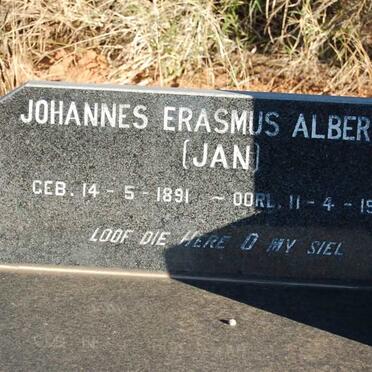 JOHANNES ERASMUS ALBER
(JAN)
GEB. 14-5-1891 ~ OORL. 11-4-19
LOOF DIE HERE O MY SIEL